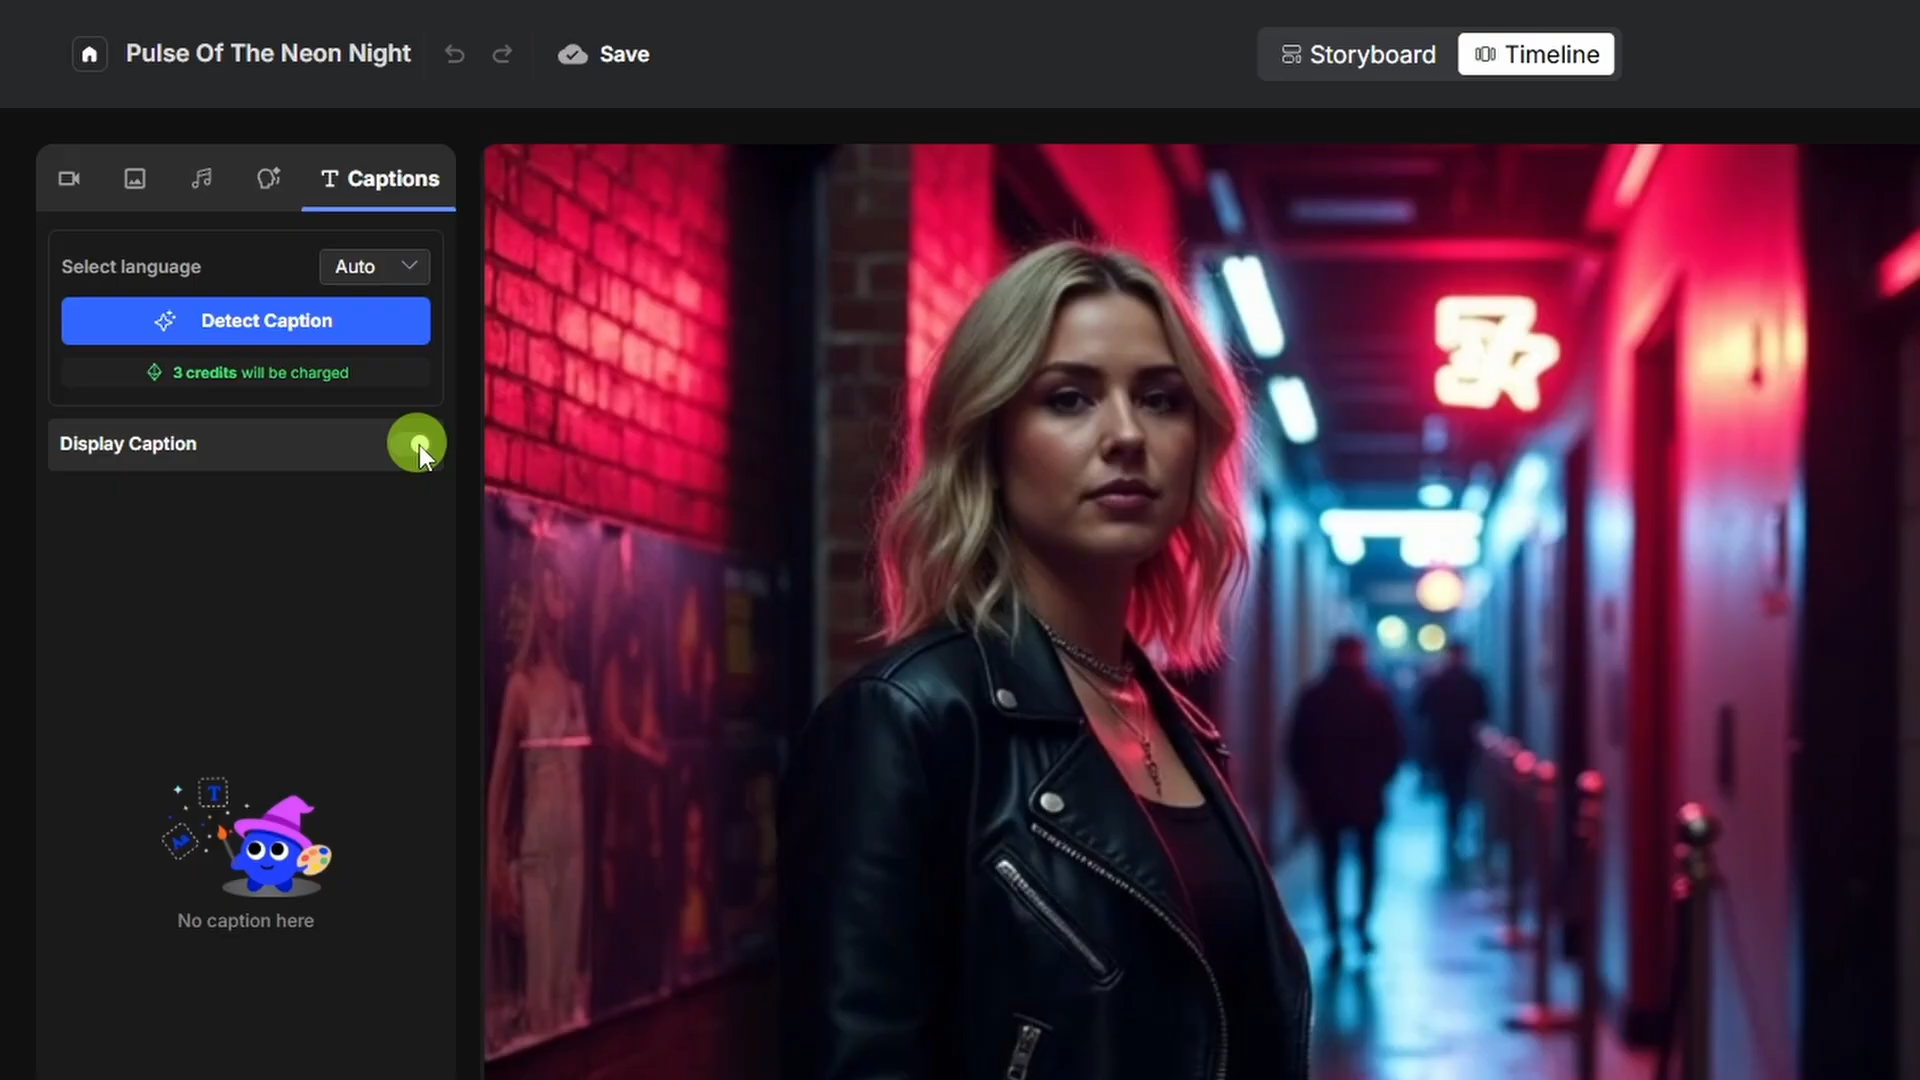 Pulse Of The Neon Night
Save
Storyboard
Timeline
Captions
Select language
Auto
Detect Caption
3 credits will be charged
Display Caption
T
No caption here